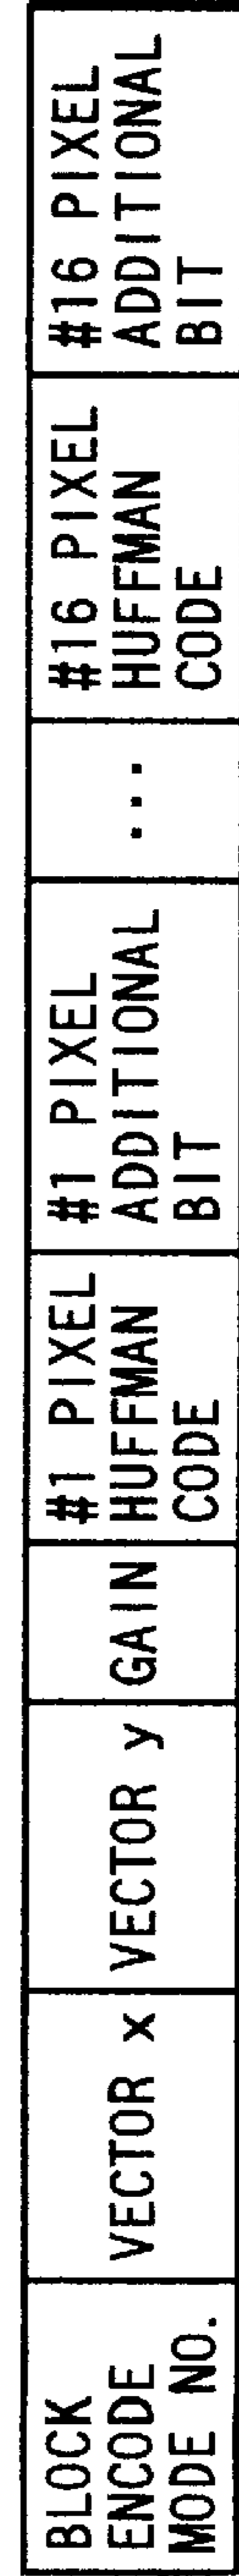 BLOCK
ENCODE
MODE NO.
VECTOR x
VECTOR y
GAIN
#1 PIXEL
HUFFMAN
CODE
#1 PIXEL
ADDITIONAL
BIT
...
#16 PIXEL
HUFFMAN
CODE
#16 PIXEL
ADDITIONAL
BIT